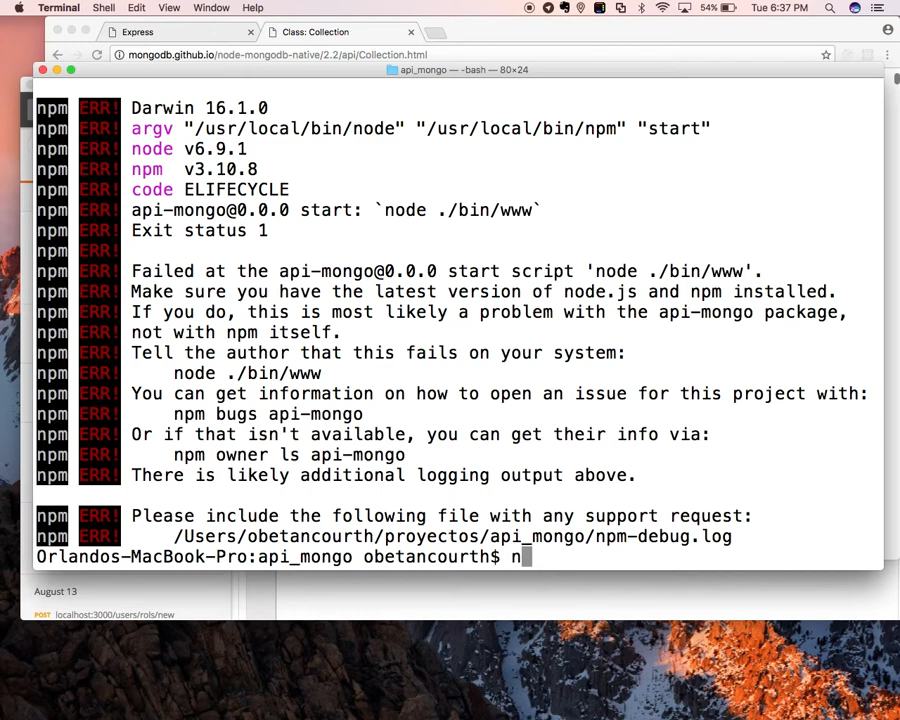 Terminal Shell Edit View Window Help 54% Tue 6:37 PM
Express × Class: Collection ×
mongodb.github.io/node-mongodb-native/2.2/api/Collection.html
api_mongo — -bash — 80×24
npm ERR! Darwin 16.1.0
npm ERR! argv "/usr/local/bin/node" "/usr/local/bin/npm" "start"
npm ERR! node v6.9.1
npm ERR! npm  v3.10.8
npm ERR! code ELIFECYCLE
npm ERR! api-mongo@0.0.0 start: `node ./bin/www`
npm ERR! Exit status 1
npm ERR!
npm ERR! Failed at the api-mongo@0.0.0 start script 'node ./bin/www'.
npm ERR! Make sure you have the latest version of node.js and npm installed.
npm ERR! If you do, this is most likely a problem with the api-mongo package,
npm ERR! not with npm itself.
npm ERR! Tell the author that this fails on your system:
npm ERR!     node ./bin/www
npm ERR! You can get information on how to open an issue for this project with:
npm ERR!     npm bugs api-mongo
npm ERR! Or if that isn't available, you can get their info via:
npm ERR!     npm owner ls api-mongo
npm ERR! There is likely additional logging output above.
npm ERR! Please include the following file with any support request:
npm ERR!     /Users/obetancourth/proyectos/api_mongo/npm-debug.log
Orlandos-MacBook-Pro:api_mongo obetancourth$ n
August 13
POST localhost:3000/users/rols/new